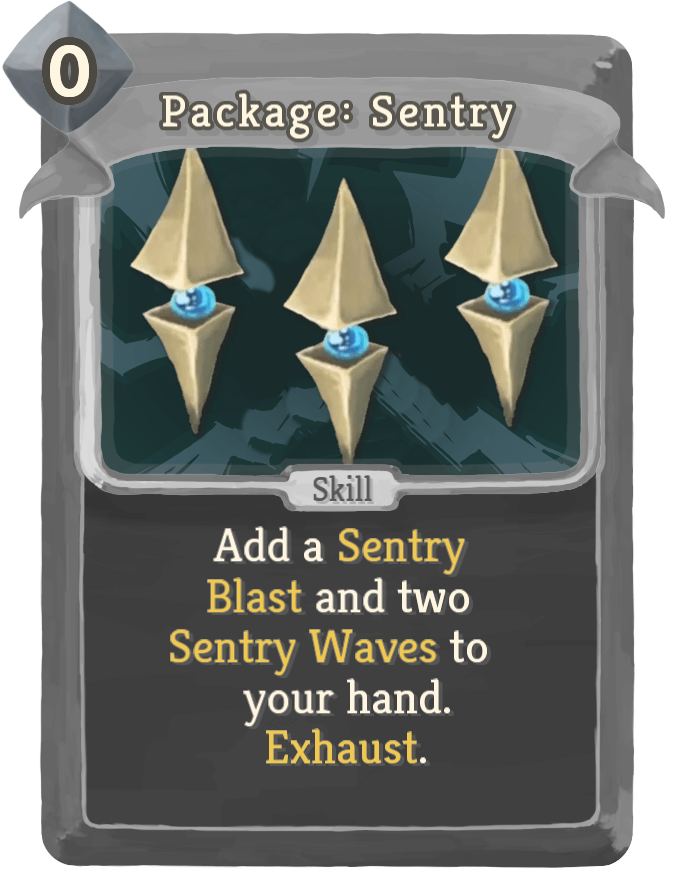 0
Package: Sentry
Skill
Add a Sentry
Blast and two
Sentry Waves to
your hand.
Exhaust.